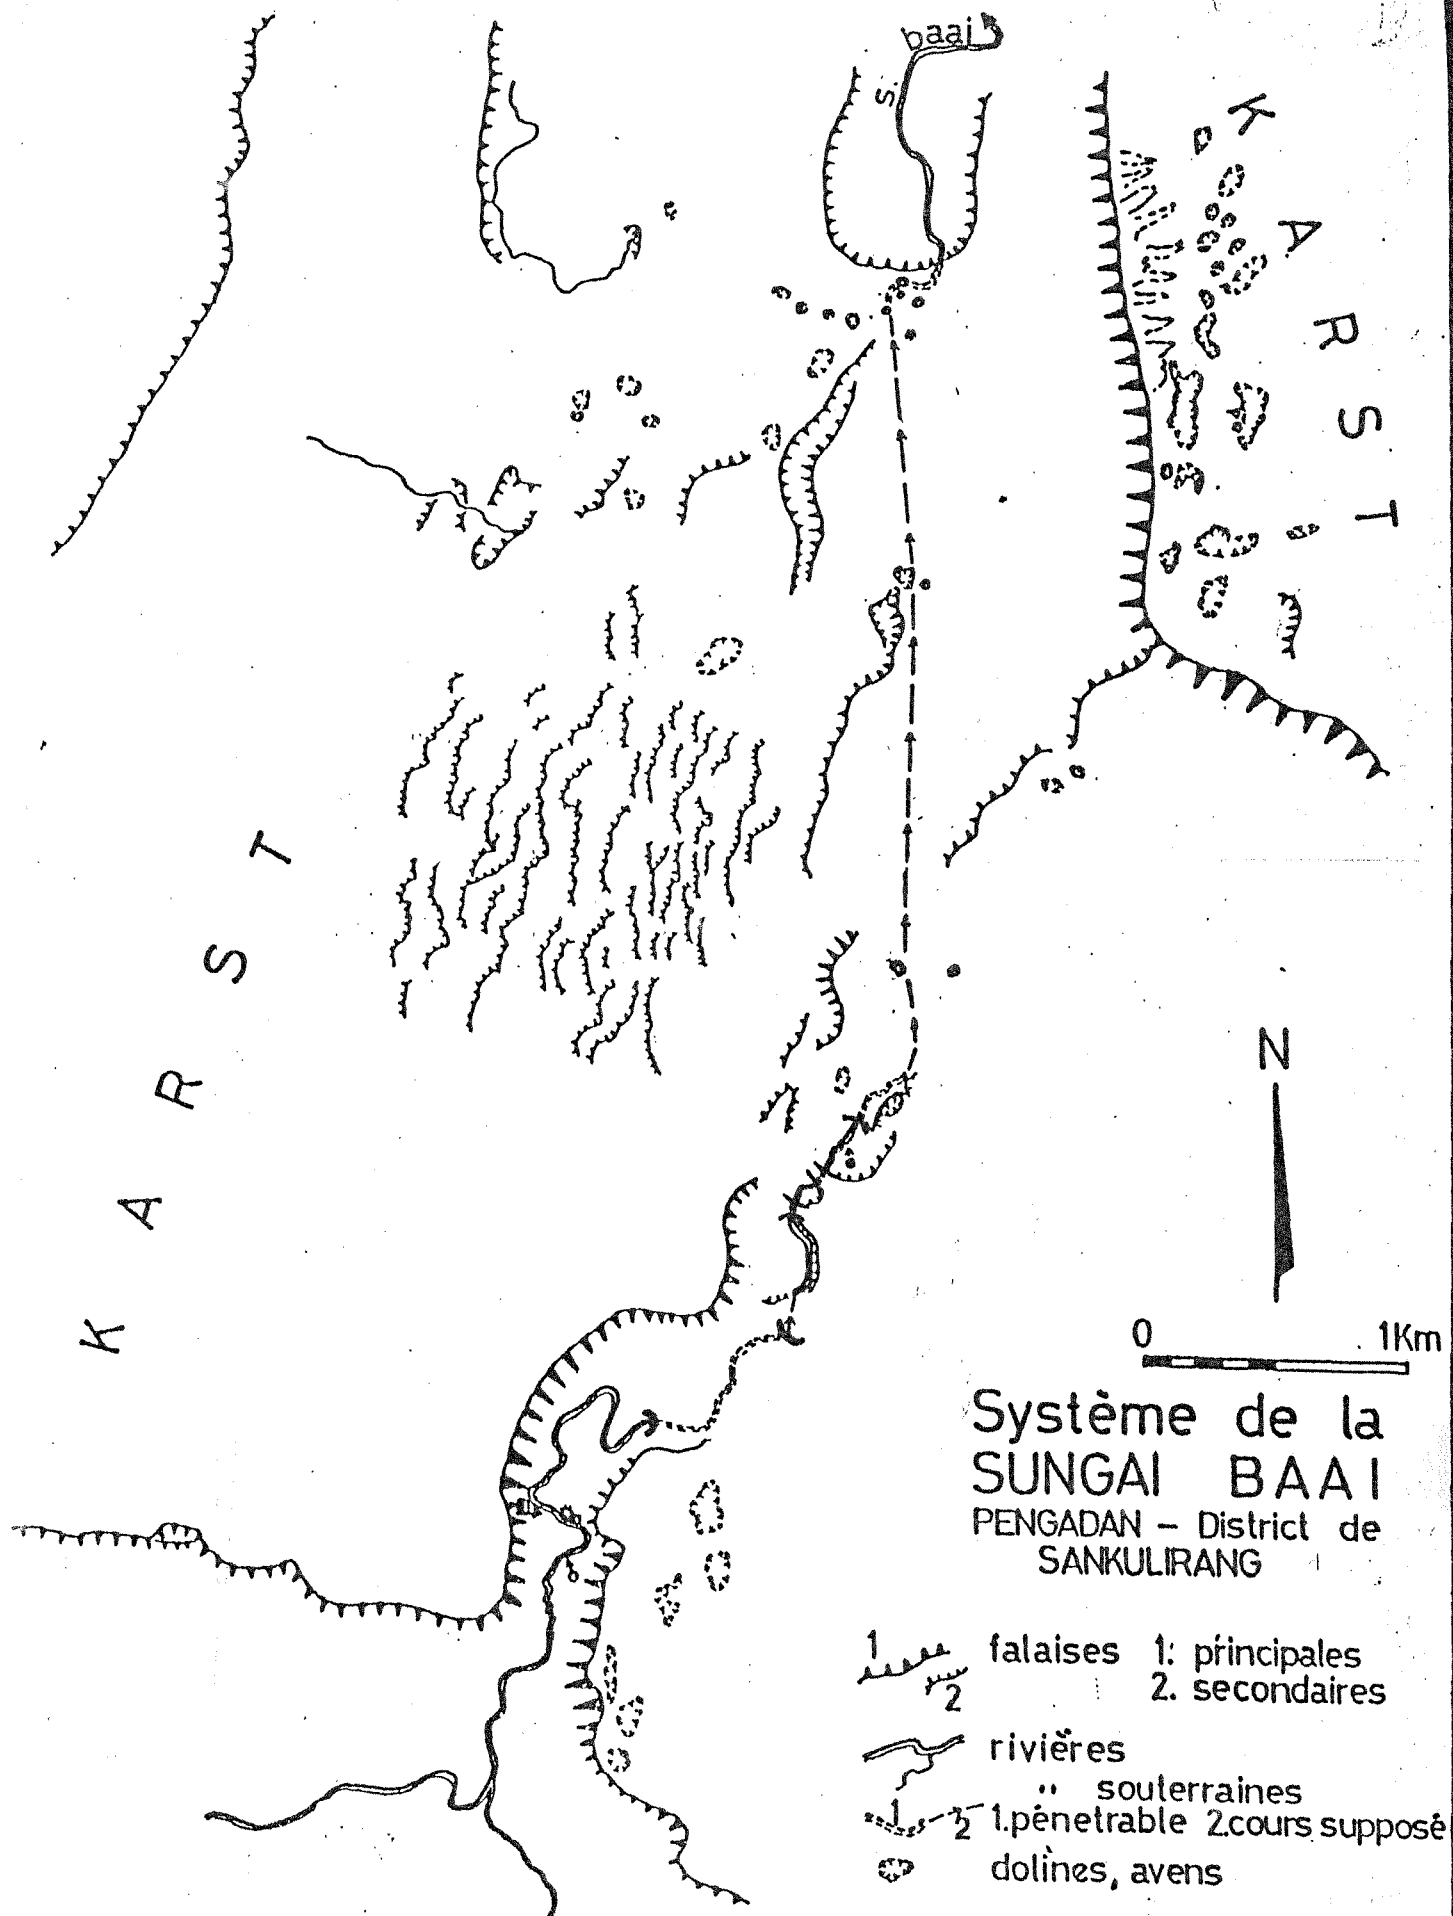 baai
S.
K A R S T
K A R S T
N
0 1Km
Système de la
SUNGAI BAAI
PENGADAN – District de
SANKULIRANG
1 falaises 1: principales
2 2. secondaires
rivières
" souterraines
1 2 1.pénetrable 2.cours supposé
dolines, avens